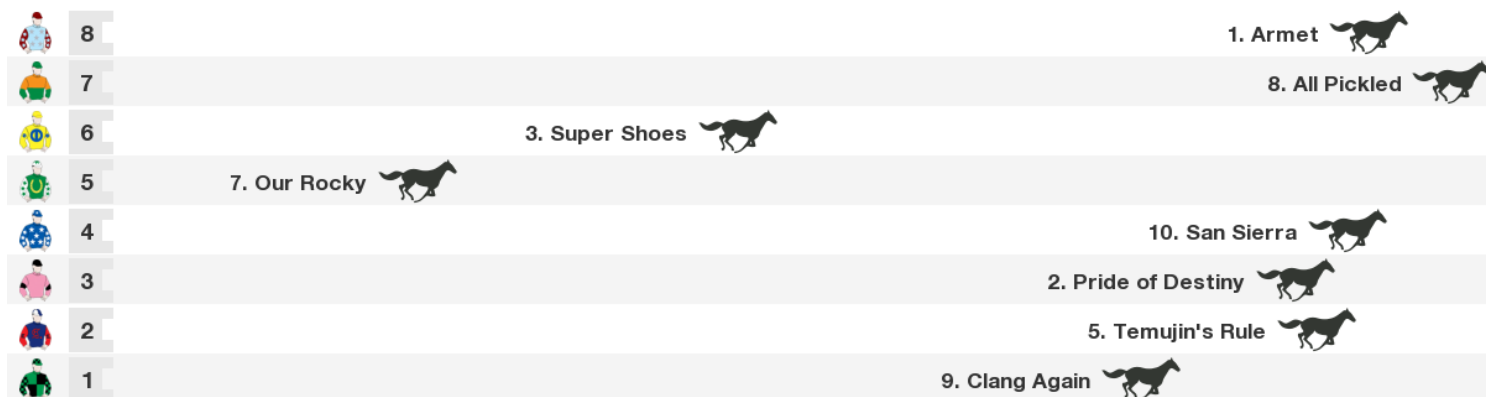 8 1. Armet
7 8. All Pickled
6 3. Super Shoes
5 7. Our Rocky
4 10. San Sierra
3 2. Pride of Destiny
2 5. Temujin's Rule
1 9. Clang Again